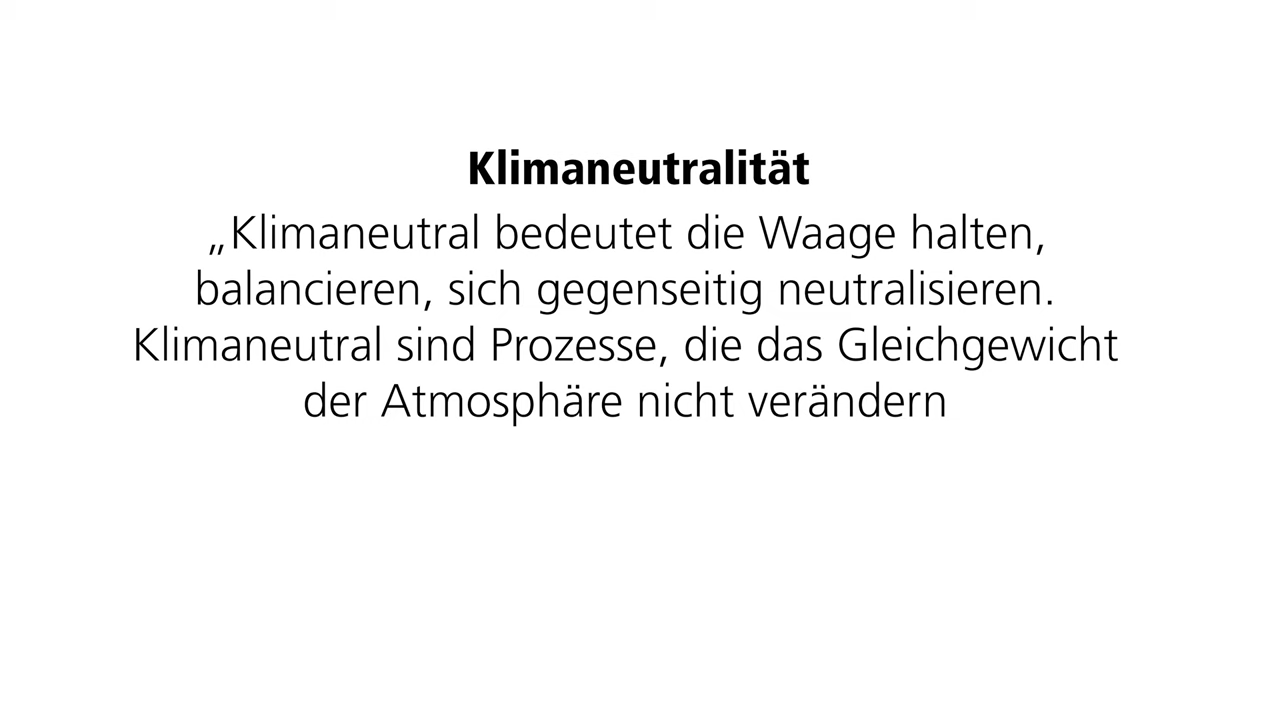 Klimaneutralität
„Klimaneutral bedeutet die Waage halten,
balancieren, sich gegenseitig neutralisieren.
Klimaneutral sind Prozesse, die das Gleichgewicht
der Atmosphäre nicht verändern